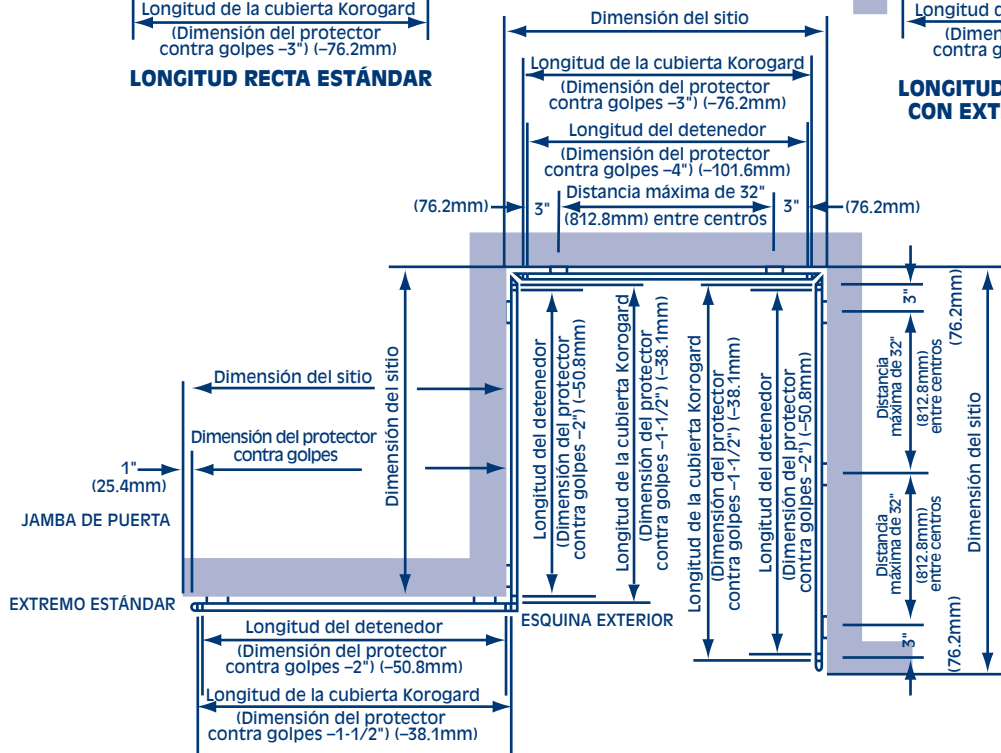 Longitud de la cubierta Korogard
(Dimensión del protector
contra golpes –3") (–76.2mm)
LONGITUD RECTA ESTÁNDAR
Dimensión del sitio
Longitud de la cubierta Korogard
(Dimensión del protector
contra golpes –3") (–76.2mm)
Longitud del detenedor
(Dimensión del protector
contra golpes –4") (–101.6mm)
Distancia máxima de 32"
(76.2mm) 3" (812.8mm) entre centros 3" (76.2mm)
Longitud d
(Dimen
contra g
LONGITUD
CON EXT
Dimensión del sitio
Dimensión del protector
contra golpes
1"
(25.4mm)
JAMBA DE PUERTA
EXTREMO ESTÁNDAR
Dimensión del sitio
Longitud del detenedor
(Dimensión del protector
contra golpes –2") (–50.8mm)
Longitud de la cubierta Korogard
(Dimensión del protector
contra golpes –1-1/2") (–38.1mm)
Longitud de la cubierta Korogard
(Dimensión del protector
contra golpes –1-1/2") (–38.1mm)
Longitud del detenedor
(Dimensión del protector
contra golpes –2") (–50.8mm)
3"
(76.2mm)
Distancia
máxima de 32"
(812.8mm)
entre centros
Distancia
máxima de 32"
(812.8mm)
entre centros
3"
(76.2mm)
Dimensión del sitio
ESQUINA EXTERIOR
Longitud del detenedor
(Dimensión del protector
contra golpes –2") (–50.8mm)
Longitud de la cubierta Korogard
(Dimensión del protector
contra golpes –1-1/2") (–38.1mm)